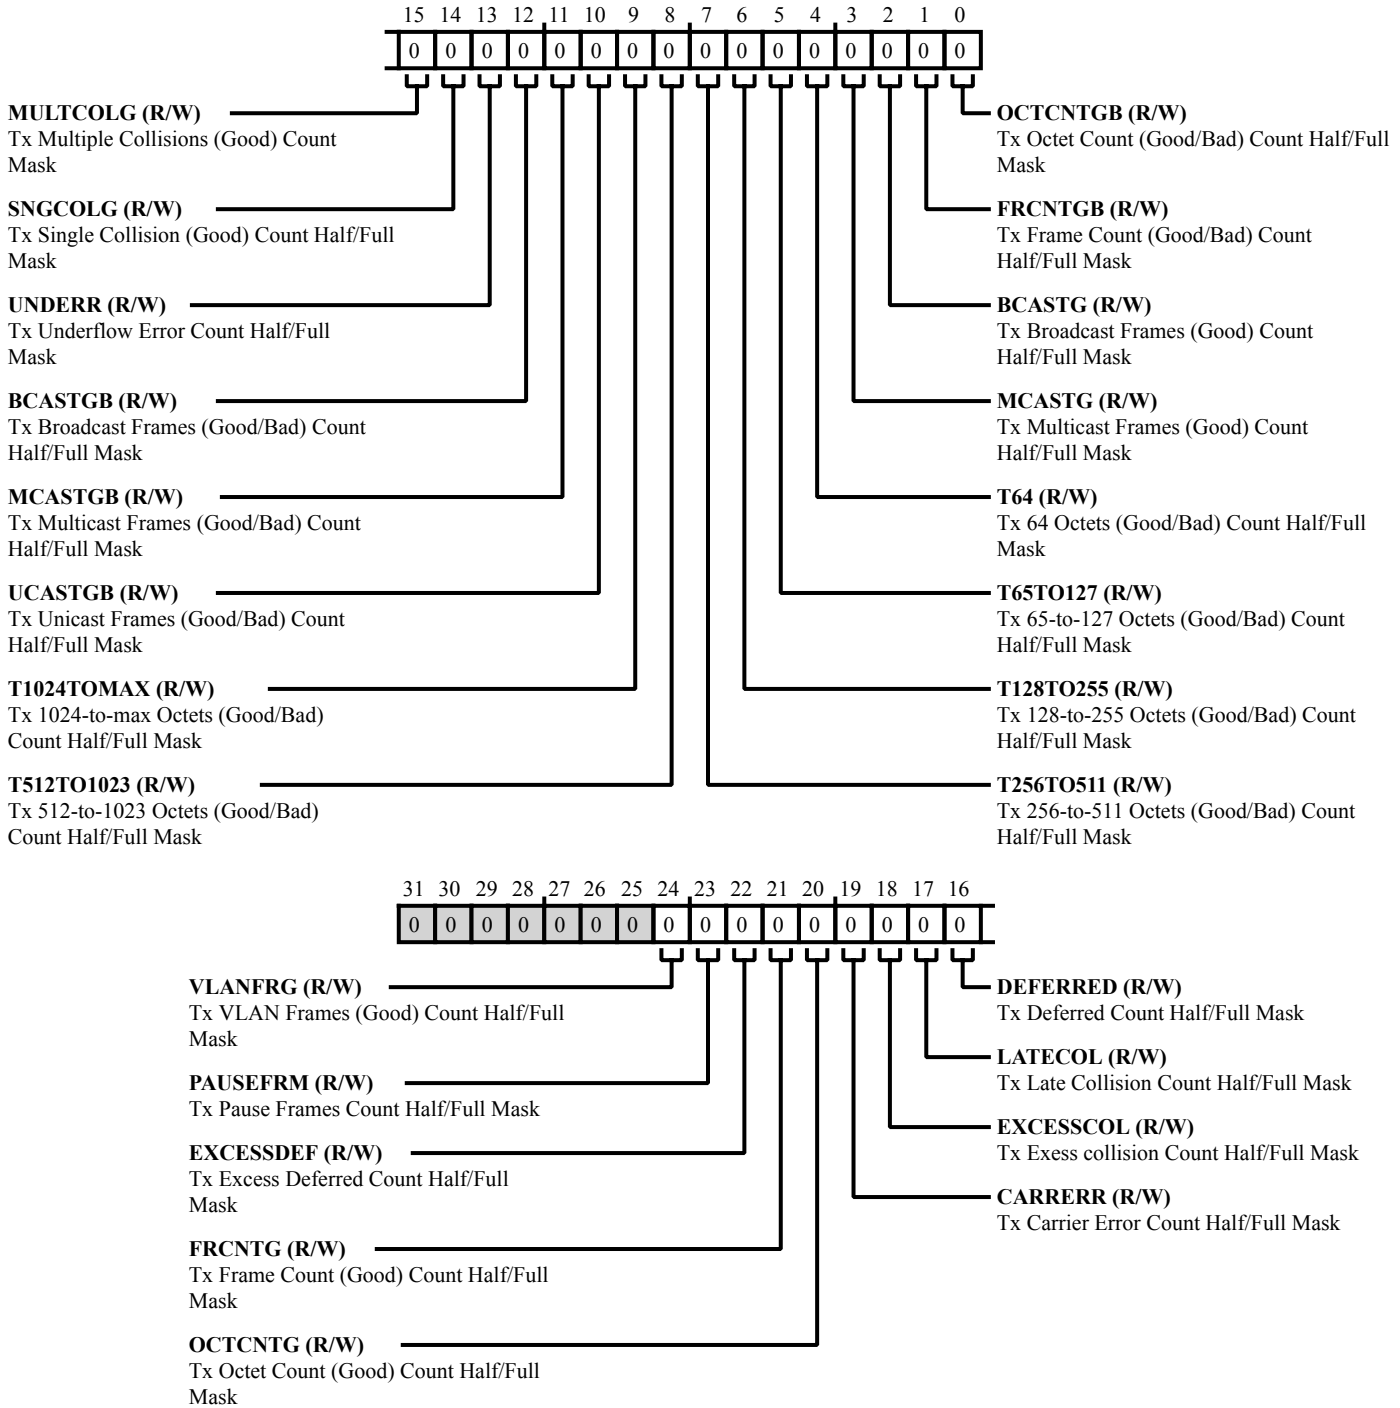 15 14 13 12 11 10 9 8 7 6 5 4 3 2 1 0
0 0 0 0 0 0 0 0 0 0 0 0 0 0 0 0
MULTCOLG (R/W)
Tx Multiple Collisions (Good) Count
Mask
SNGCOLG (R/W)
Tx Single Collision (Good) Count Half/Full
Mask
UNDERR (R/W)
Tx Underflow Error Count Half/Full
Mask
BCASTGB (R/W)
Tx Broadcast Frames (Good/Bad) Count
Half/Full Mask
MCASTGB (R/W)
Tx Multicast Frames (Good/Bad) Count
Half/Full Mask
UCASTGB (R/W)
Tx Unicast Frames (Good/Bad) Count
Half/Full Mask
T1024TOMAX (R/W)
Tx 1024-to-max Octets (Good/Bad)
Count Half/Full Mask
T512TO1023 (R/W)
Tx 512-to-1023 Octets (Good/Bad)
Count Half/Full Mask
OCTCNTGB (R/W)
Tx Octet Count (Good/Bad) Count Half/Full
Mask
FRCNTGB (R/W)
Tx Frame Count (Good/Bad) Count
Half/Full Mask
BCASTG (R/W)
Tx Broadcast Frames (Good) Count
Half/Full Mask
MCASTG (R/W)
Tx Multicast Frames (Good) Count
Half/Full Mask
T64 (R/W)
Tx 64 Octets (Good/Bad) Count Half/Full
Mask
T65TO127 (R/W)
Tx 65-to-127 Octets (Good/Bad) Count
Half/Full Mask
T128TO255 (R/W)
Tx 128-to-255 Octets (Good/Bad) Count
Half/Full Mask
T256TO511 (R/W)
Tx 256-to-511 Octets (Good/Bad) Count
Half/Full Mask
31 30 29 28 27 26 25 24 23 22 21 20 19 18 17 16
0 0 0 0 0 0 0 0 0 0 0 0 0 0 0 0
VLANFRG (R/W)
Tx VLAN Frames (Good) Count Half/Full
Mask
PAUSEFRM (R/W)
Tx Pause Frames Count Half/Full Mask
EXCESSDEF (R/W)
Tx Excess Deferred Count Half/Full
Mask
FRCNTG (R/W)
Tx Frame Count (Good) Count Half/Full
Mask
OCTCNTG (R/W)
Tx Octet Count (Good) Count Half/Full
Mask
DEFERRED (R/W)
Tx Deferred Count Half/Full Mask
LATECOL (R/W)
Tx Late Collision Count Half/Full Mask
EXCESSCOL (R/W)
Tx Exess collision Count Half/Full Mask
CARRERR (R/W)
Tx Carrier Error Count Half/Full Mask